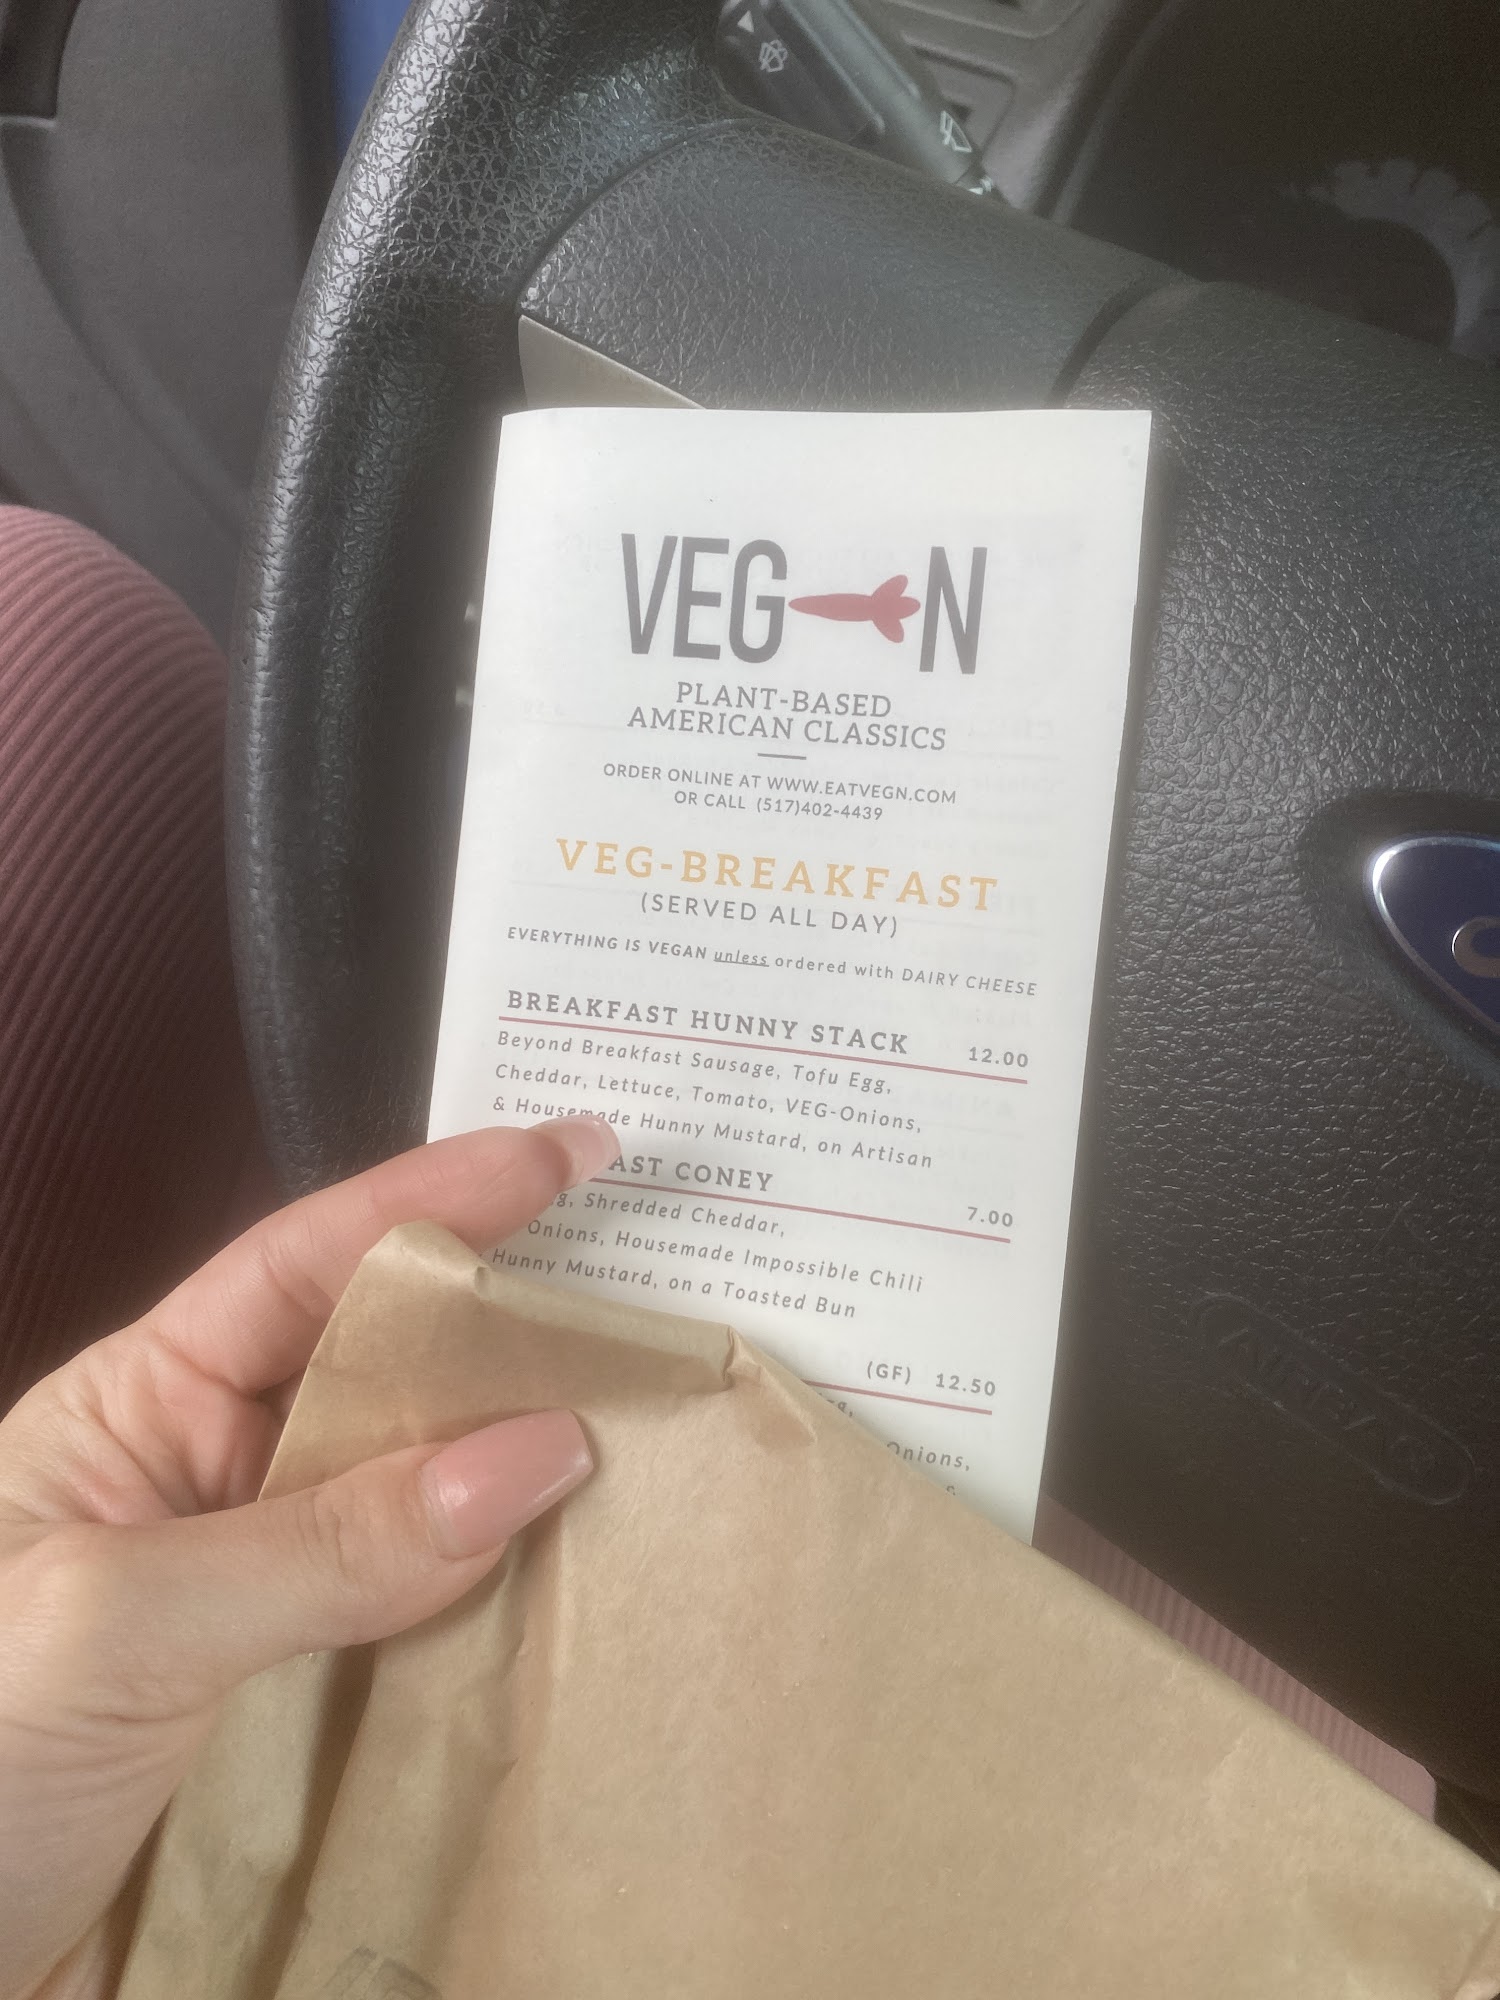 VEG N
PLANT-BASED
AMERICAN CLASSICS
ORDER ONLINE AT WWW.EATVEGN.COM
OR CALL (517)402-4439
VEG-BREAKFAST
(SERVED ALL DAY)
EVERYTHING IS VEGAN unless ordered with DAIRY CHEESE
BREAKFAST HUNNY STACK 12.00
Beyond Breakfast Sausage, Tofu Egg,
Cheddar, Lettuce, Tomato, VEG-Onions,
& Housemade Hunny Mustard, on Artisan
AST CONEY 7.00
g, Shredded Cheddar,
Onions, Housemade Impossible Chili
Hunny Mustard, on a Toasted Bun
(GF) 12.50
Onions,
AIRBAG